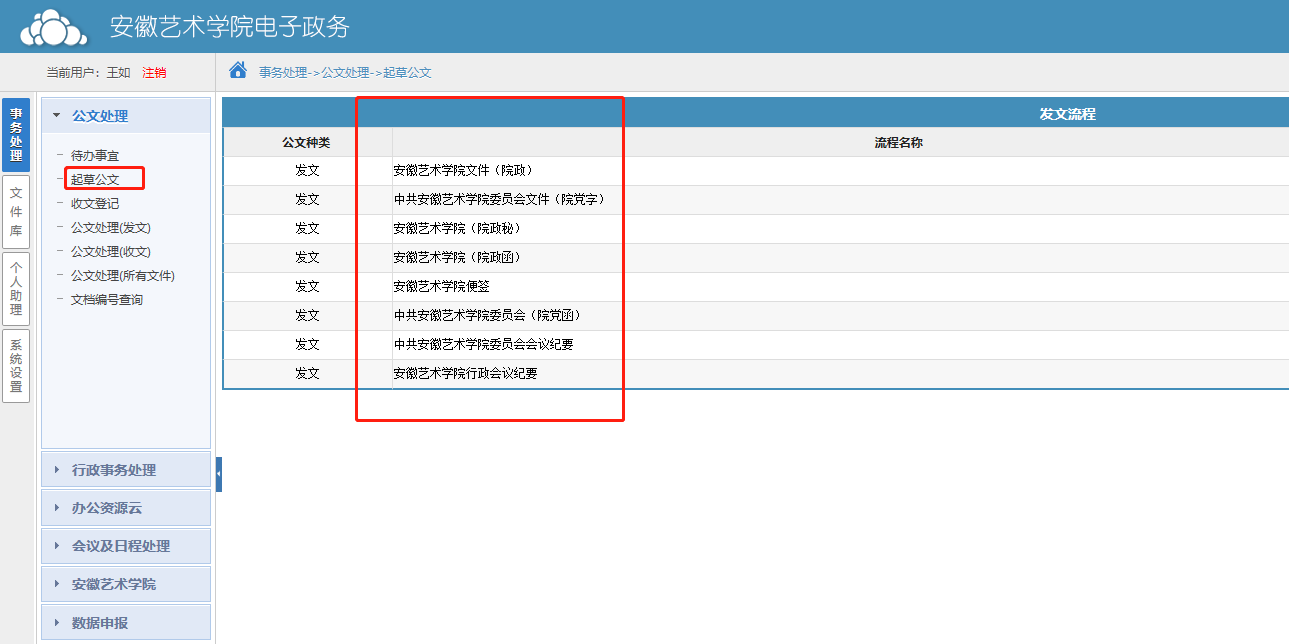 安徽艺术学院电子政务
当前用户：王如 注销
事务处理->公文处理->起草公文
事务处理
文件库
个人助理
系统设置
公文处理
待办事宜
起草公文
收文登记
公文处理(发文)
公文处理(收文)
公文处理(所有文件)
文档编号查询
行政事务处理
办公资源云
会议及日程处理
安徽艺术学院
数据申报
发文流程
公文种类 流程名称
发文 安徽艺术学院文件（院政）
发文 中共安徽艺术学院委员会文件（院党字）
发文 安徽艺术学院（院政秘）
发文 安徽艺术学院（院政函）
发文 安徽艺术学院便签
发文 中共安徽艺术学院委员会（院党函）
发文 中共安徽艺术学院委员会会议纪要
发文 安徽艺术学院行政会议纪要